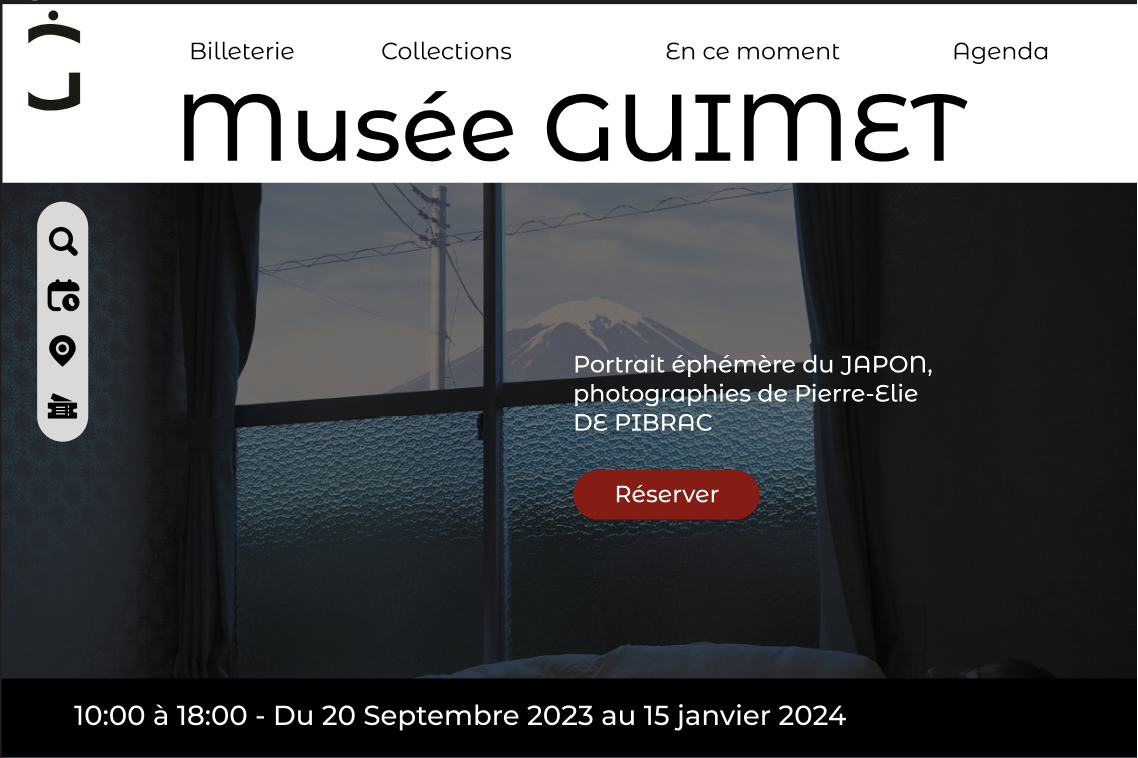 Billeterie Collections En ce moment Agenda
Musée GUIMET
Portrait éphémère du JAPON,
photographies de Pierre-Elie
DE PIBRAC
Réserver
10:00 à 18:00 - Du 20 Septembre 2023 au 15 janvier 2024